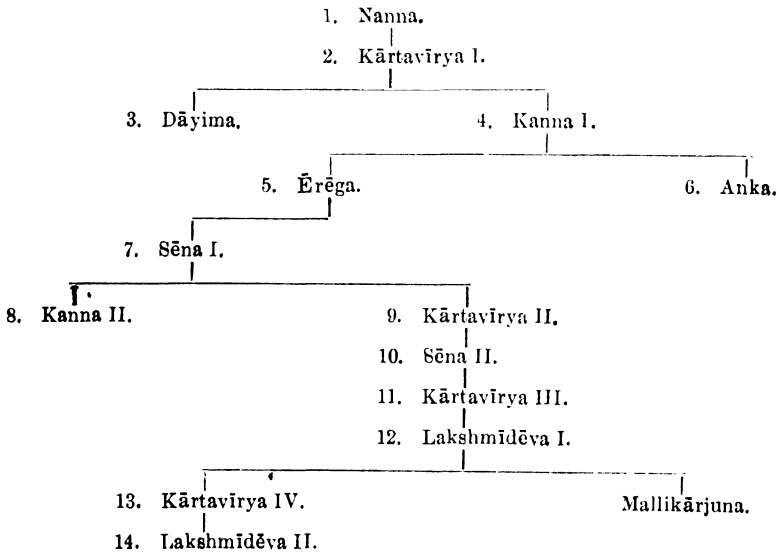 1. Nanna.
2. Kārtavīrya I.
3. Dāyima. 4. Kanna I.
5. Ērēga. 6. Anka.
7. Sēna I.
8. Kanna II. 9. Kārtavīrya II.
10. Sēna II.
11. Kārtavīrya III.
12. Lakshmīdēva I.
13. Kārtavīrya IV. Mallikārjuna.
14. Lakshmīdēva II.